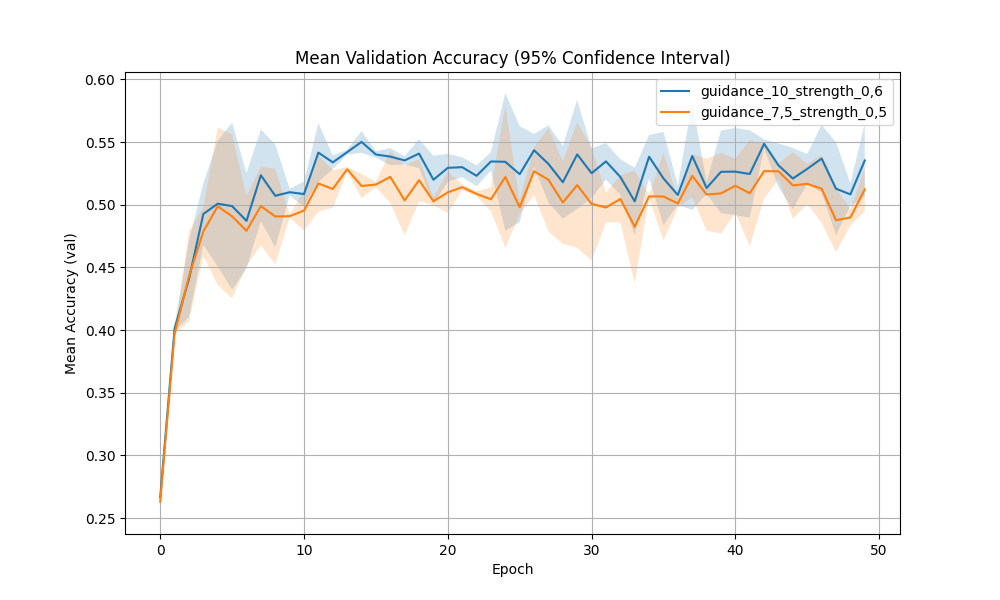 Mean Validation Accuracy (95% Confidence Interval)
guidance_10_strength_0,6
guidance_7,5_strength_0,5
Mean Accuracy (val)
0.60
0.55
0.50
0.45
0.40
0.35
0.30
0.25
0 10 20 30 40 50
Epoch